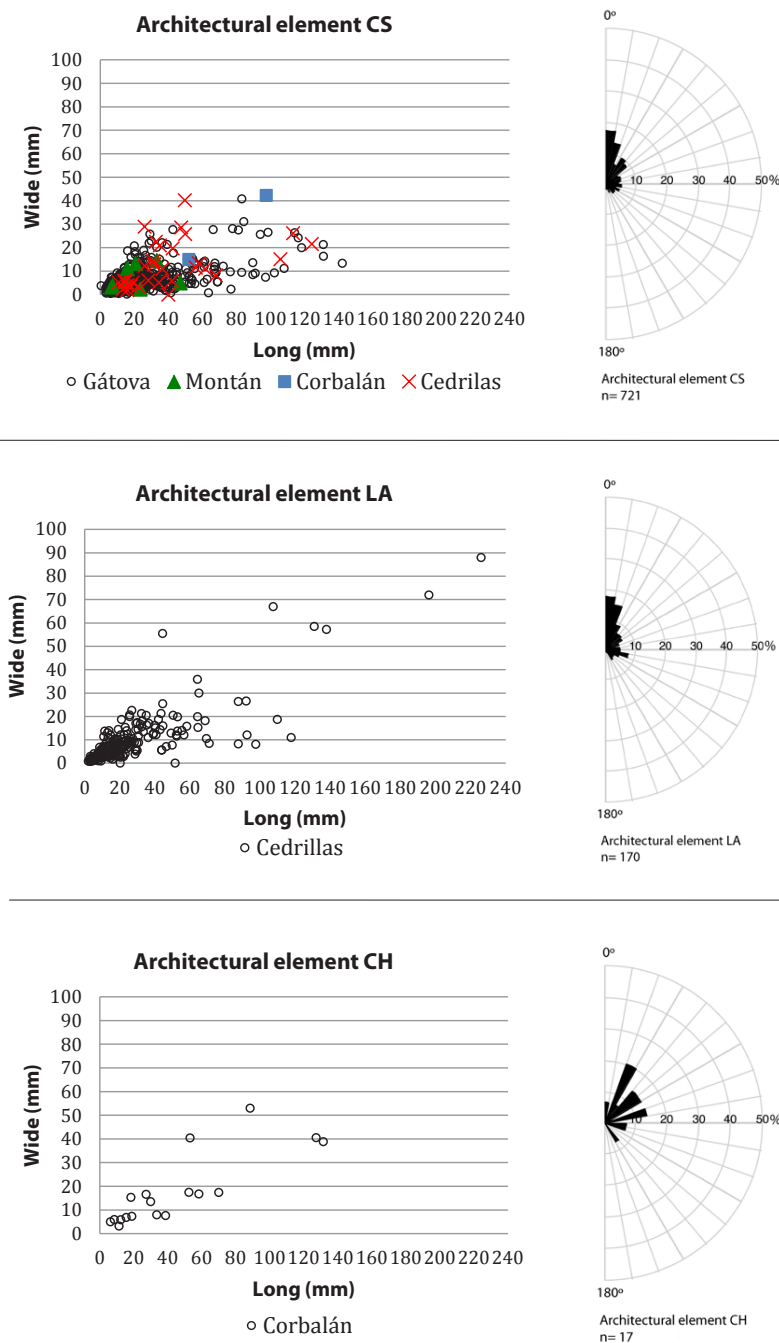 Architectural element CS
0º
100
90
80
70
60
50
40
30
20
10
0
Wide (mm)
0 20 40 60 80 100 120 140 160 180 200 220 240
Long (mm)
Gátova Montán Corbalán Cedrilas
10 20 30 40 50%
180º
Architectural element CS
n= 721
Architectural element LA
0º
100
90
80
70
60
50
40
30
20
10
0
Wide (mm)
0 20 40 60 80 100 120 140 160 180 200 220 240
Long (mm)
Cedrillas
10 20 30 40 50%
180º
Architectural element LA
n= 170
Architectural element CH
0º
100
90
80
70
60
50
40
30
20
10
0
Wide (mm)
0 20 40 60 80 100 120 140 160 180 200 220 240
Long (mm)
Corbalán
10 20 30 40 50%
180º
Architectural element CH
n= 17